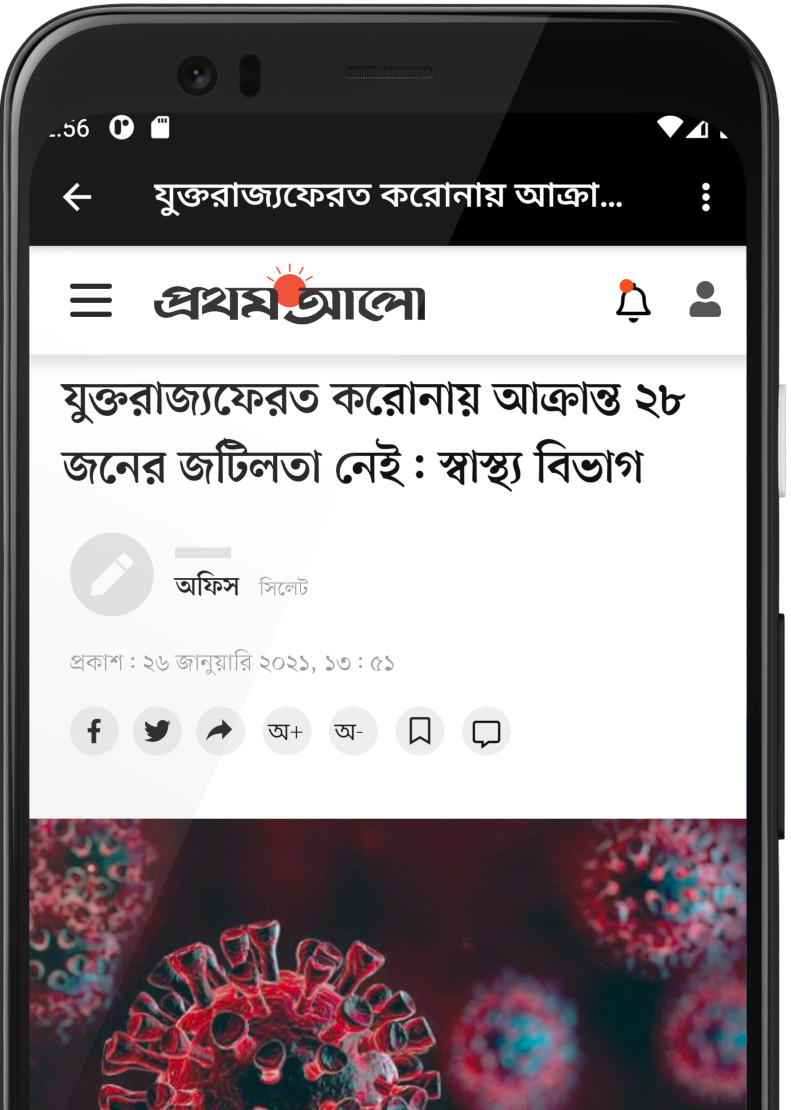 :56
যুক্তরাজ্যফেরত করোনায় আক্রা...
প্রথম আলো
যুক্তরাজ্যফেরত করোনায় আক্রান্ত ২৮
জনের জটিলতা নেই : স্বাস্থ্য বিভাগ
অফিস সিলেট
প্রকাশ : ২৬ জানুয়ারি ২০২১, ১৩ : ৫১
অ+ অ-